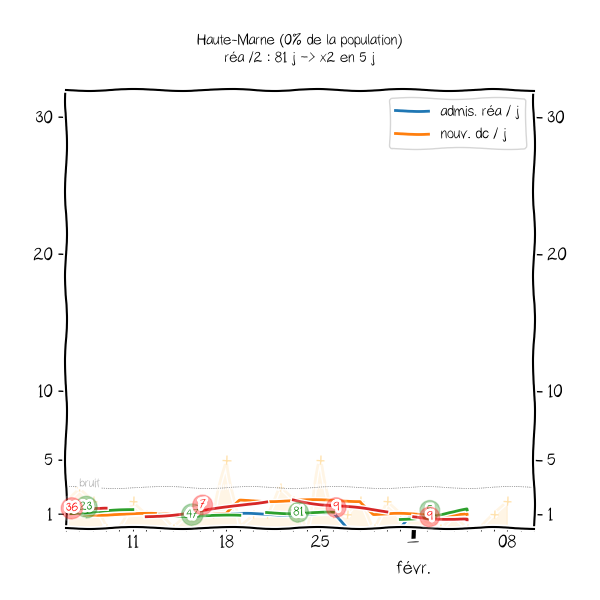 Haute-Marne (0% de la population)
réa /2 : 81 j -> x2 en 5 j
admis. réa / j
nouv. dc / j
30 30
20 20
10 10
5 5
bruit
36 23 7 47 81 9 9
1 1
11 18 25 1 08
févr.